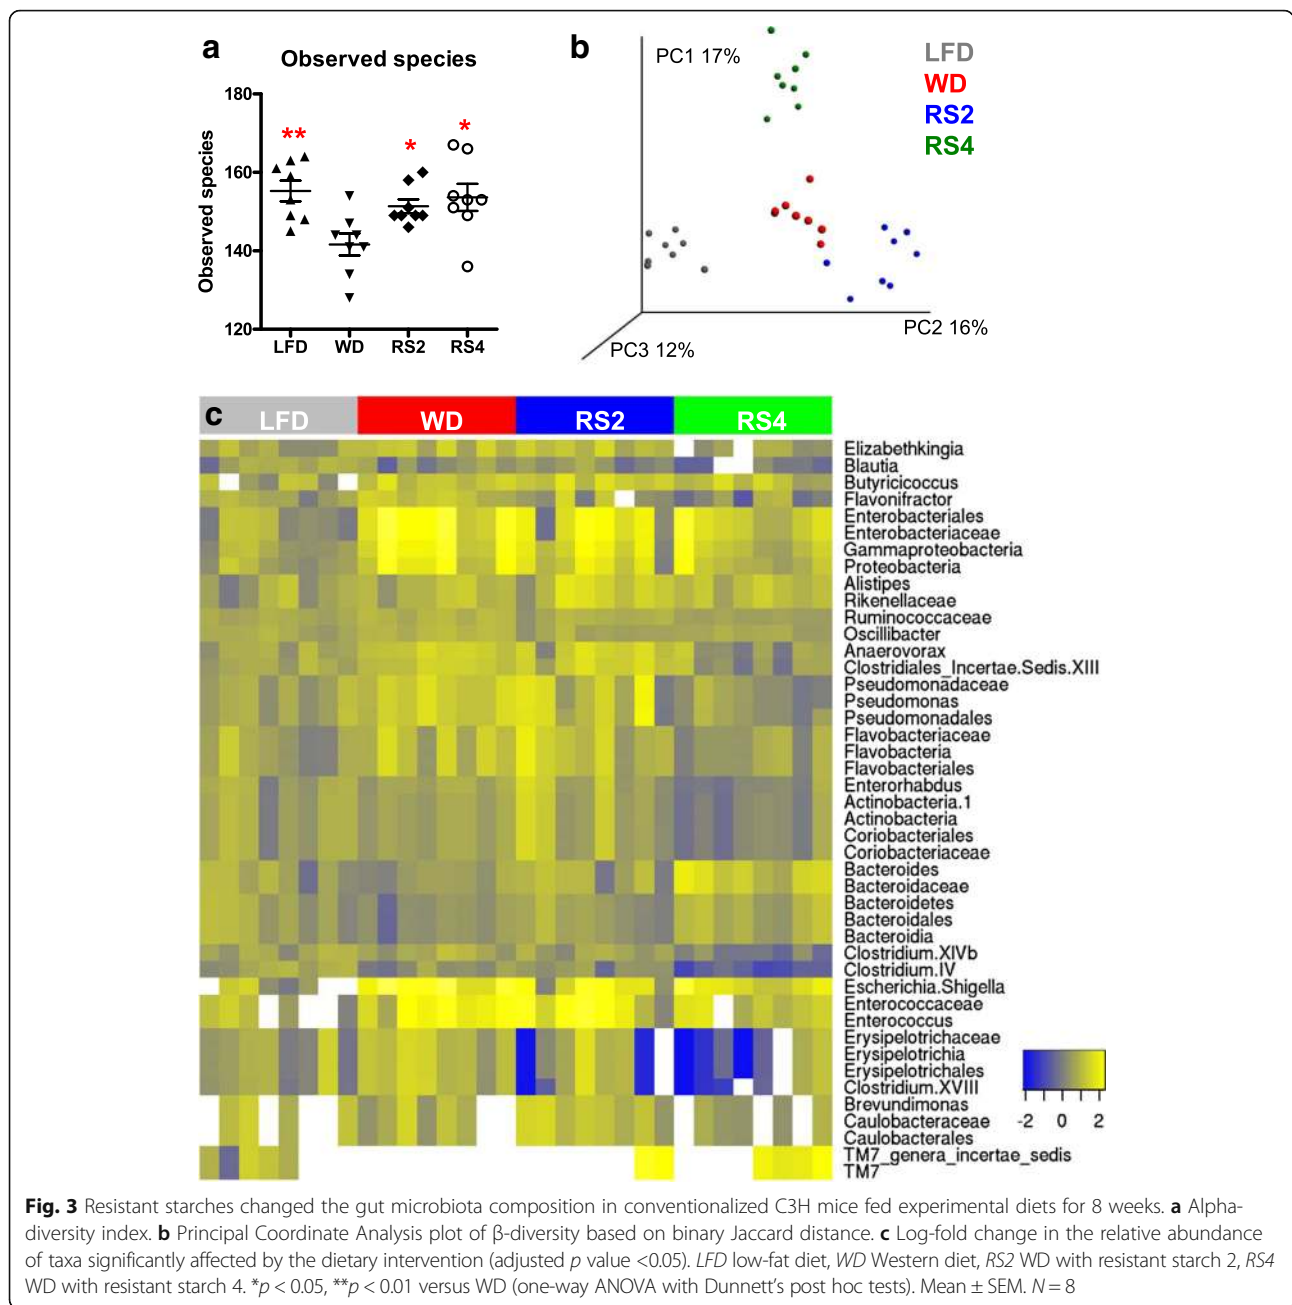 a
Observed species
Observed species
180
160
140
120
**
*
*
LFD
WD
RS2
RS4
b
PC1 17%
PC2 16%
PC3 12%
LFD
WD
RS2
RS4
c
LFD
WD
RS2
RS4
Elizabethkingia
Blautia
Butyricicoccus
Flavonifractor
Enterobacteriales
Enterobacteriaceae
Gammaproteobacteria
Proteobacteria
Alistipes
Rikenellaceae
Ruminococcaceae
Oscillibacter
Anaerovorax
Clostridiales_Incertae.Sedis.XIII
Pseudomonadaceae
Pseudomonas
Pseudomonadales
Flavobacteriaceae
Flavobacteria
Flavobacteriales
Enterorhabdus
Actinobacteria.1
Actinobacteria
Coriobacteriales
Coriobacteriaceae
Bacteroides
Bacteroidaceae
Bacteroidetes
Bacteroidales
Bacteroidia
Clostridium.XIVb
Clostridium.IV
Escherichia.Shigella
Enterococcaceae
Enterococcus
Erysipelotrichaceae
Erysipelotrichia
Erysipelotrichales
Clostridium.XVIII
Brevundimonas
Caulobacteraceae
Caulobacterales
TM7_genera_incertae_sedis
TM7
-2 0 2
Fig. 3 Resistant starches changed the gut microbiota composition in conventionalized C3H mice fed experimental diets for 8 weeks. a Alpha-
diversity index. b Principal Coordinate Analysis plot of β-diversity based on binary Jaccard distance. c Log-fold change in the relative abundance
of taxa significantly affected by the dietary intervention (adjusted p value <0.05). LFD low-fat diet, WD Western diet, RS2 WD with resistant starch 2, RS4
WD with resistant starch 4. *p < 0.05, **p < 0.01 versus WD (one-way ANOVA with Dunnett's post hoc tests). Mean ± SEM. N = 8